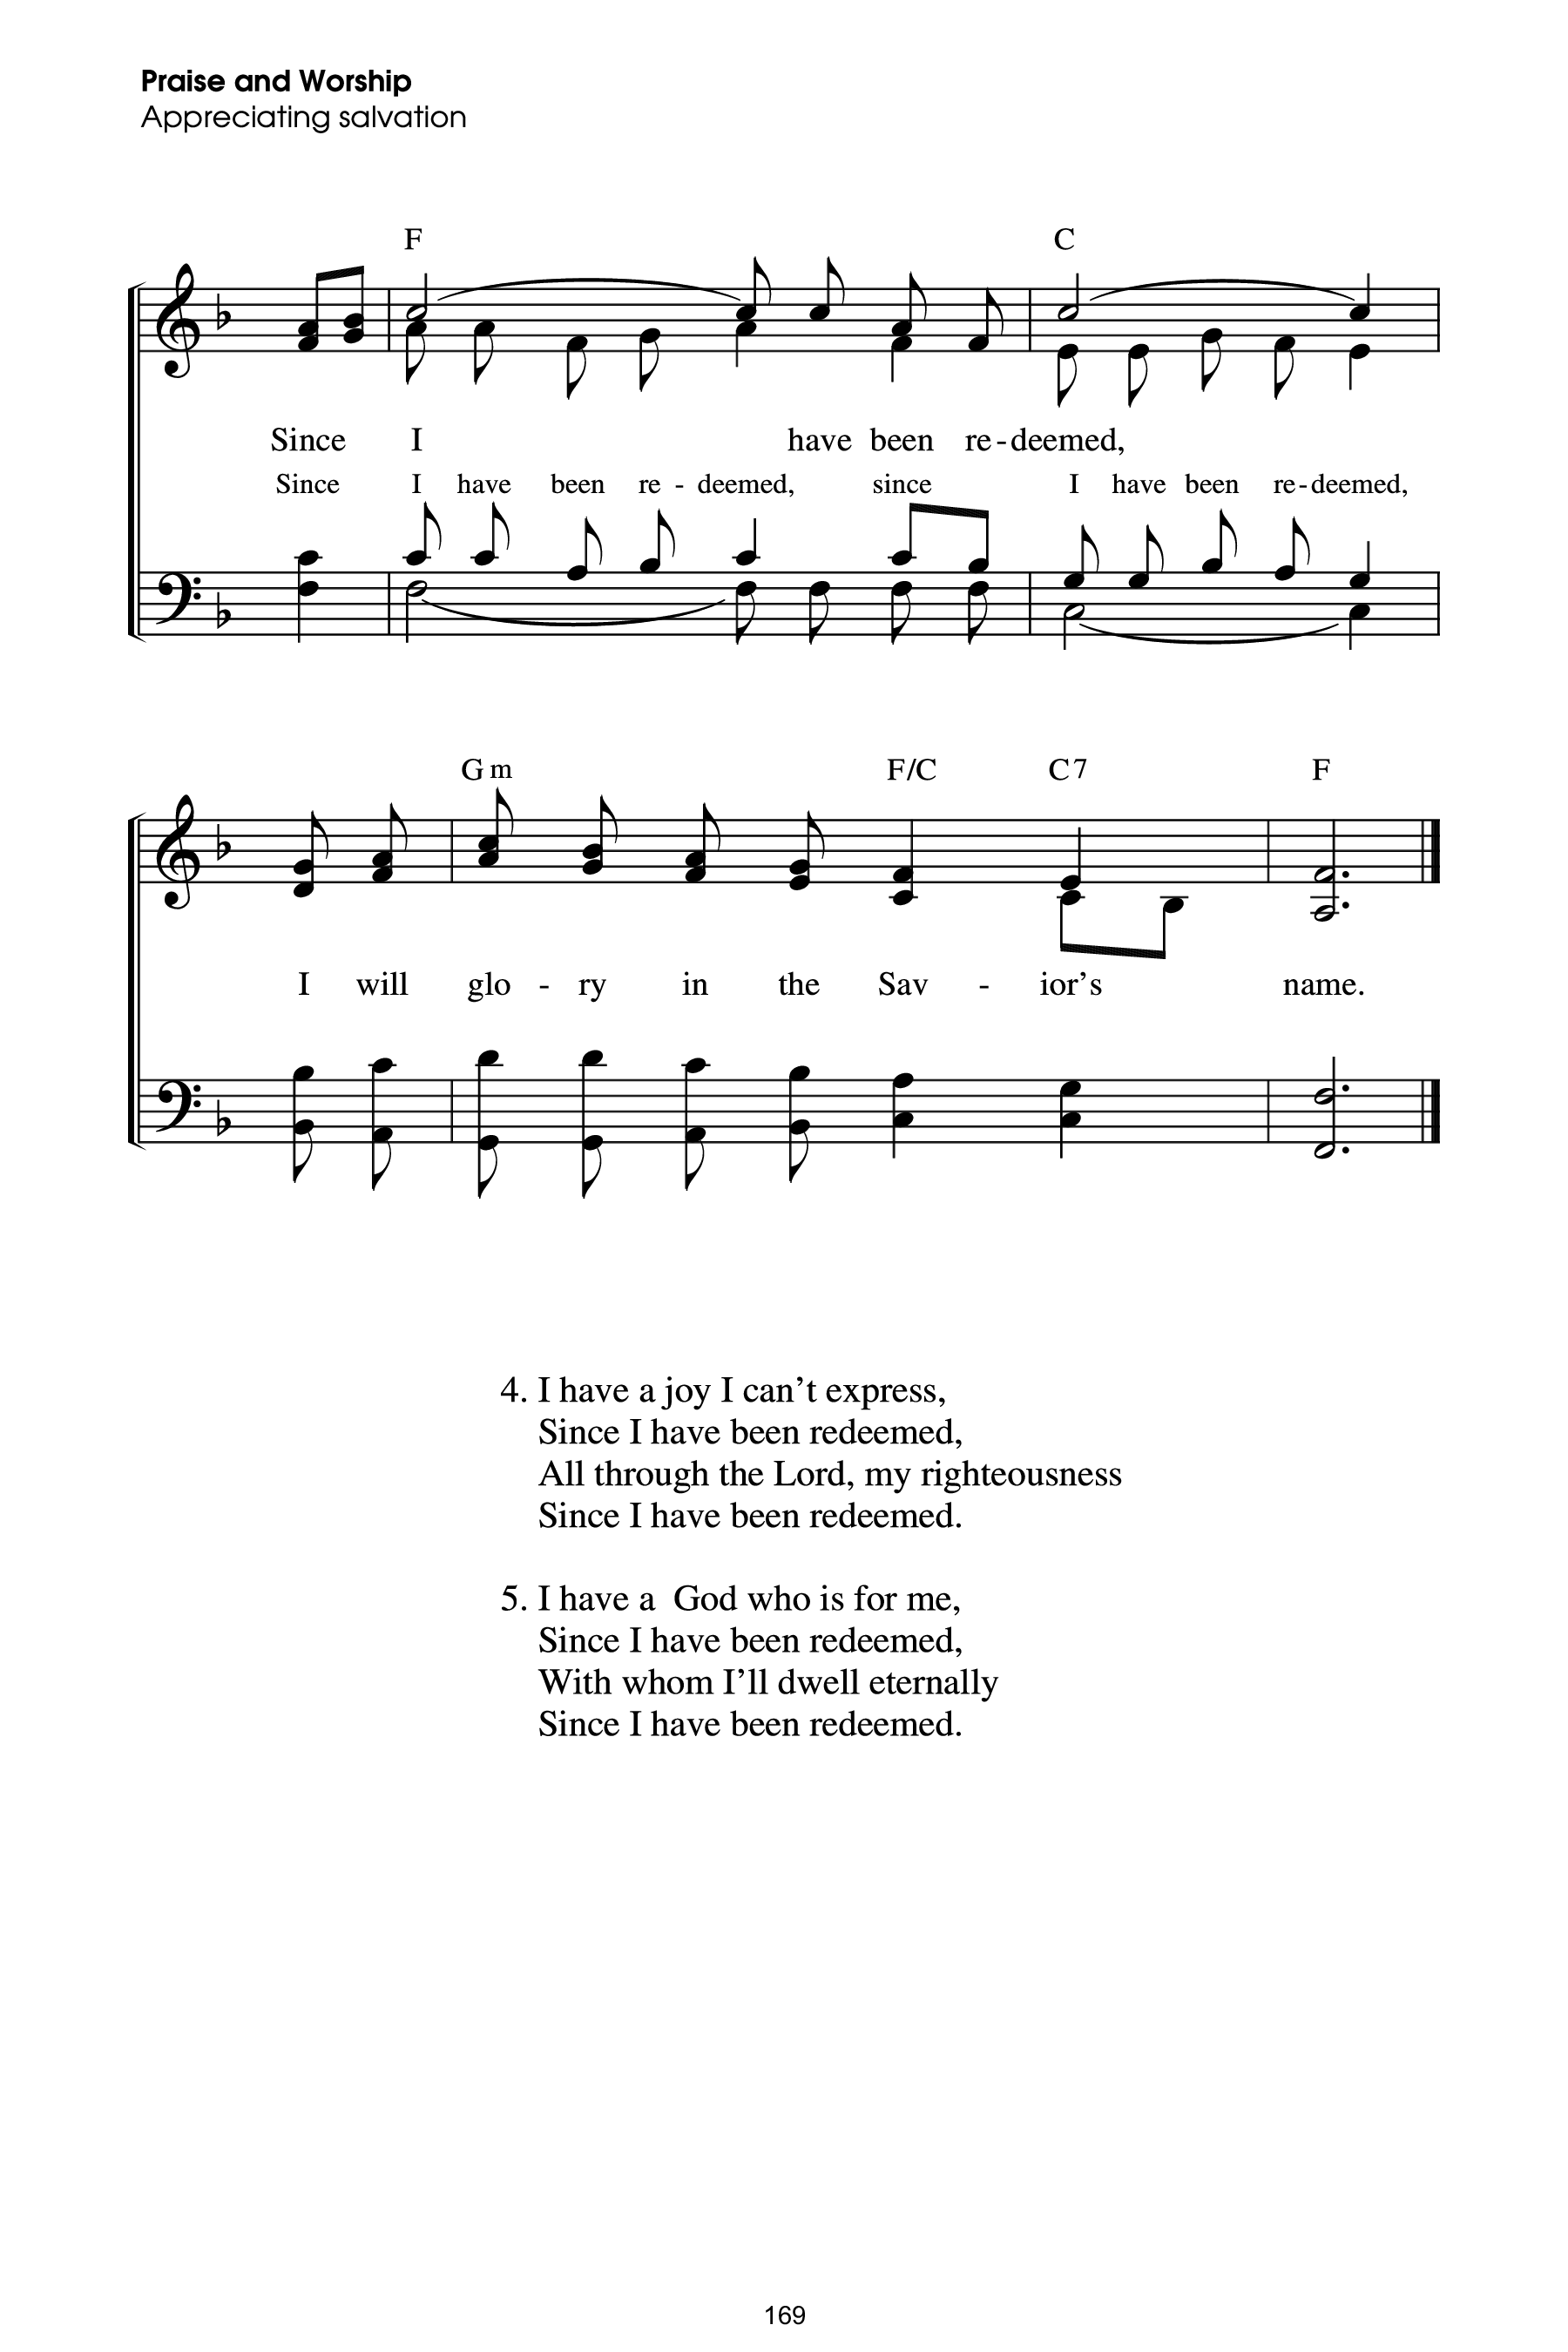 Praise and Worship
Appreciating salvation
F C
Since I have been re-deemed,
Since I have been re - deemed, since I have been re-deemed,
Gm F/C C7 F
I will glo - ry in the Sav - ior’s name.
4. I have a joy I can’t express,
Since I have been redeemed,
All through the Lord, my righteousness
Since I have been redeemed.
5. I have a  God who is for me,
Since I have been redeemed,
With whom I’ll dwell eternally
Since I have been redeemed.
169